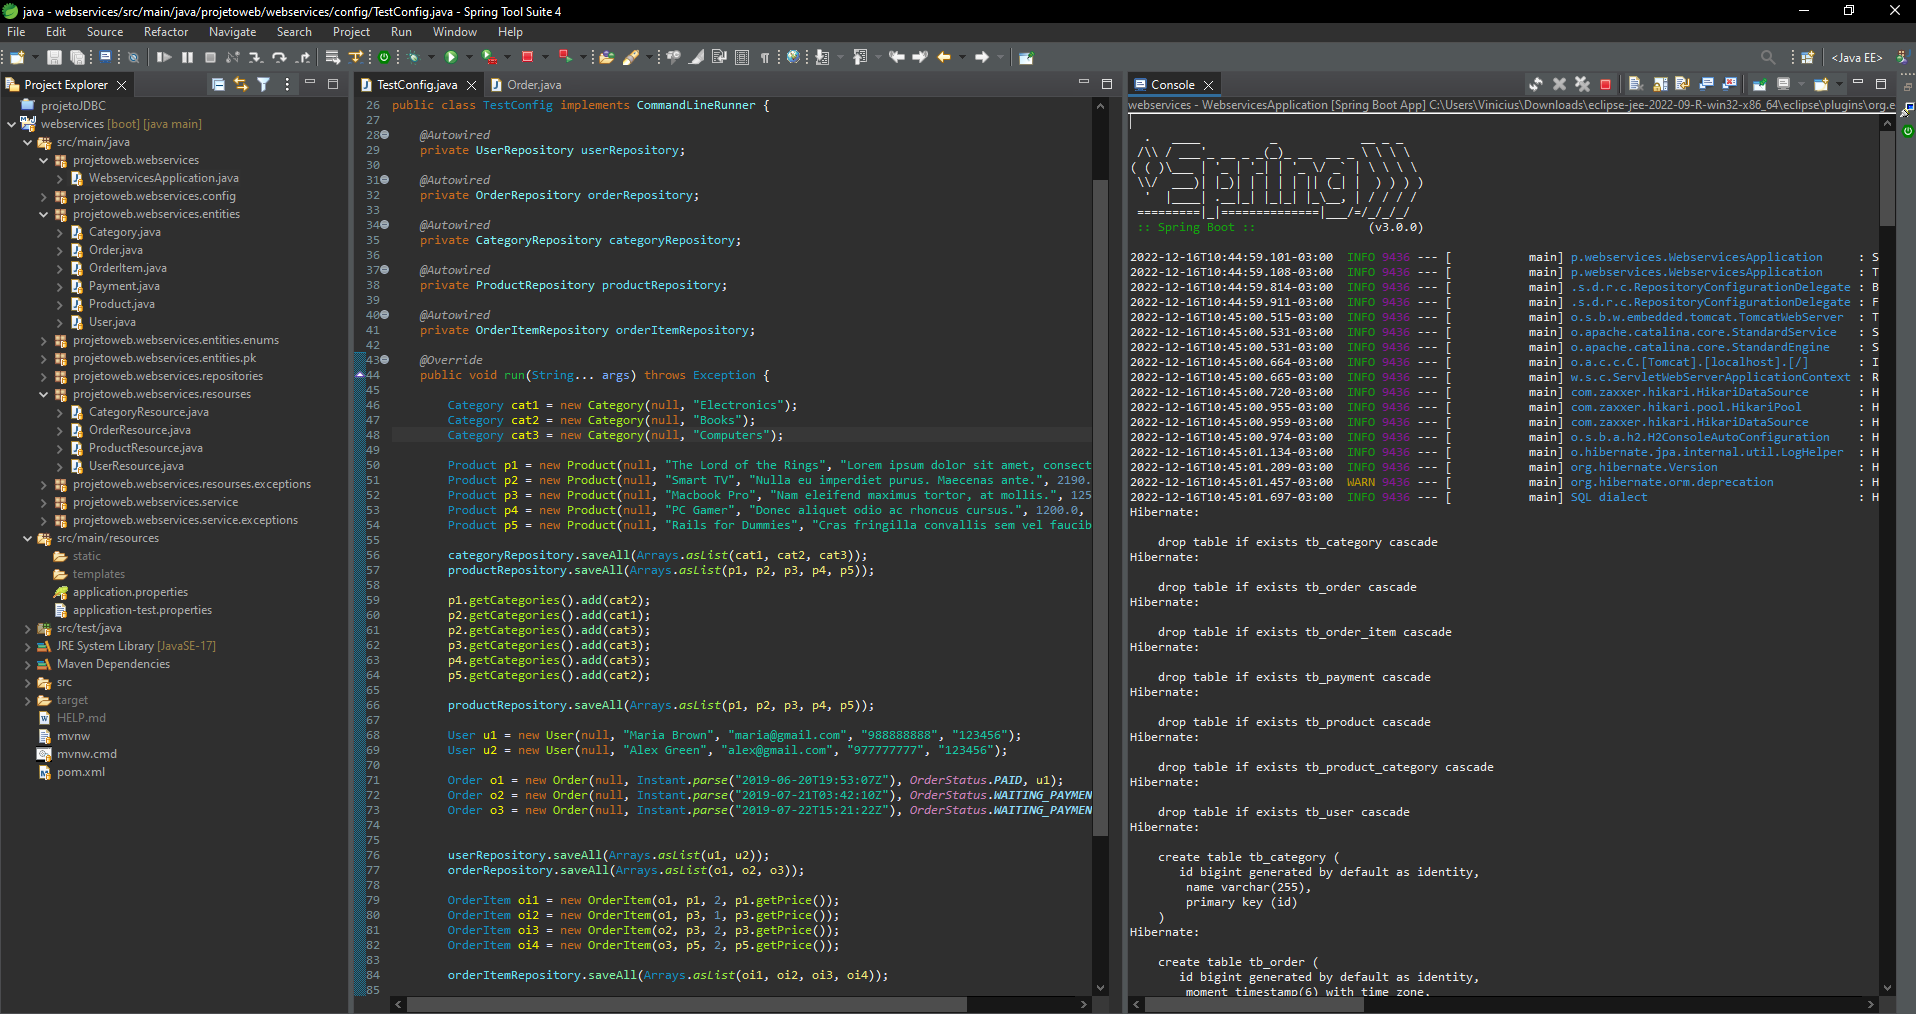 java - webservices/src/main/java/projetoweb/webservices/config/TestConfig.java - Spring Tool Suite 4
File Edit Source Refactor Navigate Search Project Run Window Help
<Java EE>
Project Explorer
projetoJDBC
webservices [boot] [java main]
src/main/java
projetoweb.webservices
WebservicesApplication.java
projetoweb.webservices.config
projetoweb.webservices.entities
Category.java
Order.java
OrderItem.java
Payment.java
Product.java
User.java
projetoweb.webservices.entities.enums
projetoweb.webservices.entities.pk
projetoweb.webservices.repositories
projetoweb.webservices.resourses
CategoryResource.java
OrderResource.java
ProductResource.java
UserResource.java
projetoweb.webservices.resourses.exceptions
projetoweb.webservices.service
projetoweb.webservices.service.exceptions
src/main/resources
static
templates
application.properties
application-test.properties
src/test/java
JRE System Library [JavaSE-17]
Maven Dependencies
src
target
HELP.md
mvnw
mvnw.cmd
pom.xml
TestConfig.java Order.java
26 public class TestConfig implements CommandLineRunner {
27
28 @Autowired
29 private UserRepository userRepository;
30
31 @Autowired
32 private OrderRepository orderRepository;
33
34 @Autowired
35 private CategoryRepository categoryRepository;
36
37 @Autowired
38 private ProductRepository productRepository;
39
40 @Autowired
41 private OrderItemRepository orderItemRepository;
42
43 @Override
44 public void run(String... args) throws Exception {
45
46 Category cat1 = new Category(null, "Electronics");
47 Category cat2 = new Category(null, "Books");
48 Category cat3 = new Category(null, "Computers");
49
50 Product p1 = new Product(null, "The Lord of the Rings", "Lorem ipsum dolor sit amet, consect
51 Product p2 = new Product(null, "Smart TV", "Nulla eu imperdiet purus. Maecenas ante.", 2190.
52 Product p3 = new Product(null, "Macbook Pro", "Nam eleifend maximus tortor, at mollis.", 125
53 Product p4 = new Product(null, "PC Gamer", "Donec aliquet odio ac rhoncus cursus.", 1200.0,
54 Product p5 = new Product(null, "Rails for Dummies", "Cras fringilla convallis sem vel faucib
55
56 categoryRepository.saveAll(Arrays.asList(cat1, cat2, cat3));
57 productRepository.saveAll(Arrays.asList(p1, p2, p3, p4, p5));
58
59 p1.getCategories().add(cat2);
60 p2.getCategories().add(cat1);
61 p2.getCategories().add(cat3);
62 p3.getCategories().add(cat3);
63 p4.getCategories().add(cat3);
64 p5.getCategories().add(cat2);
65
66 productRepository.saveAll(Arrays.asList(p1, p2, p3, p4, p5));
67
68 User u1 = new User(null, "Maria Brown", "maria@gmail.com", "988888888", "123456");
69 User u2 = new User(null, "Alex Green", "alex@gmail.com", "977777777", "123456");
70
71 Order o1 = new Order(null, Instant.parse("2019-06-20T19:53:07Z"), OrderStatus.PAID, u1);
72 Order o2 = new Order(null, Instant.parse("2019-07-21T03:42:10Z"), OrderStatus.WAITING_PAYMEN
73 Order o3 = new Order(null, Instant.parse("2019-07-22T15:21:22Z"), OrderStatus.WAITING_PAYMEN
74
75
76 userRepository.saveAll(Arrays.asList(u1, u2));
77 orderRepository.saveAll(Arrays.asList(o1, o2, o3));
78
79 OrderItem oi1 = new OrderItem(o1, p1, 2, p1.getPrice());
80 OrderItem oi2 = new OrderItem(o1, p3, 1, p3.getPrice());
81 OrderItem oi3 = new OrderItem(o2, p3, 2, p3.getPrice());
82 OrderItem oi4 = new OrderItem(o3, p5, 2, p5.getPrice());
84 orderItemRepository.saveAll(Arrays.asList(oi1, oi2, oi3, oi4));
85
Console
webservices - WebservicesApplication [Spring Boot App] C:\Users\Vinicius\Downloads\eclipse-jee-2022-09-R-win32-x86_64\eclipse\plugins\org.e
:: Spring Boot :: (v3.0.0)
2022-12-16T10:44:59.101-03:00 INFO 9436 --- [ main] p.webservices.WebservicesApplication : S
2022-12-16T10:44:59.108-03:00 INFO 9436 --- [ main] p.webservices.WebservicesApplication : T
2022-12-16T10:44:59.814-03:00 INFO 9436 --- [ main] .s.d.r.c.RepositoryConfigurationDelegate : B
2022-12-16T10:44:59.911-03:00 INFO 9436 --- [ main] .s.d.r.c.RepositoryConfigurationDelegate : F
2022-12-16T10:45:00.515-03:00 INFO 9436 --- [ main] o.s.b.w.embedded.tomcat.TomcatWebServer : T
2022-12-16T10:45:00.531-03:00 INFO 9436 --- [ main] o.apache.catalina.core.StandardService : S
2022-12-16T10:45:00.531-03:00 INFO 9436 --- [ main] o.apache.catalina.core.StandardEngine : S
2022-12-16T10:45:00.664-03:00 INFO 9436 --- [ main] o.a.c.c.C.[Tomcat].[localhost].[/] : I
2022-12-16T10:45:00.665-03:00 INFO 9436 --- [ main] w.s.c.ServletWebServerApplicationContext : R
2022-12-16T10:45:00.720-03:00 INFO 9436 --- [ main] com.zaxxer.hikari.HikariDataSource : H
2022-12-16T10:45:00.955-03:00 INFO 9436 --- [ main] com.zaxxer.hikari.pool.HikariPool : H
2022-12-16T10:45:00.959-03:00 INFO 9436 --- [ main] com.zaxxer.hikari.HikariDataSource : H
2022-12-16T10:45:00.974-03:00 INFO 9436 --- [ main] o.s.b.a.h2.H2ConsoleAutoConfiguration : H
2022-12-16T10:45:01.134-03:00 INFO 9436 --- [ main] o.hibernate.jpa.internal.util.LogHelper : H
2022-12-16T10:45:01.209-03:00 INFO 9436 --- [ main] org.hibernate.Version : H
2022-12-16T10:45:01.457-03:00 WARN 9436 --- [ main] org.hibernate.orm.deprecation : H
2022-12-16T10:45:01.697-03:00 INFO 9436 --- [ main] SQL dialect : H
Hibernate:
drop table if exists tb_category cascade
Hibernate:
drop table if exists tb_order cascade
Hibernate:
drop table if exists tb_order_item cascade
Hibernate:
drop table if exists tb_payment cascade
Hibernate:
drop table if exists tb_product cascade
Hibernate:
drop table if exists tb_product_category cascade
Hibernate:
drop table if exists tb_user cascade
Hibernate:
create table tb_category (
id bigint generated by default as identity,
name varchar(255),
primary key (id)
)
Hibernate:
create table tb_order (
id bigint generated by default as identity,
moment timestamp(6) with time zone,